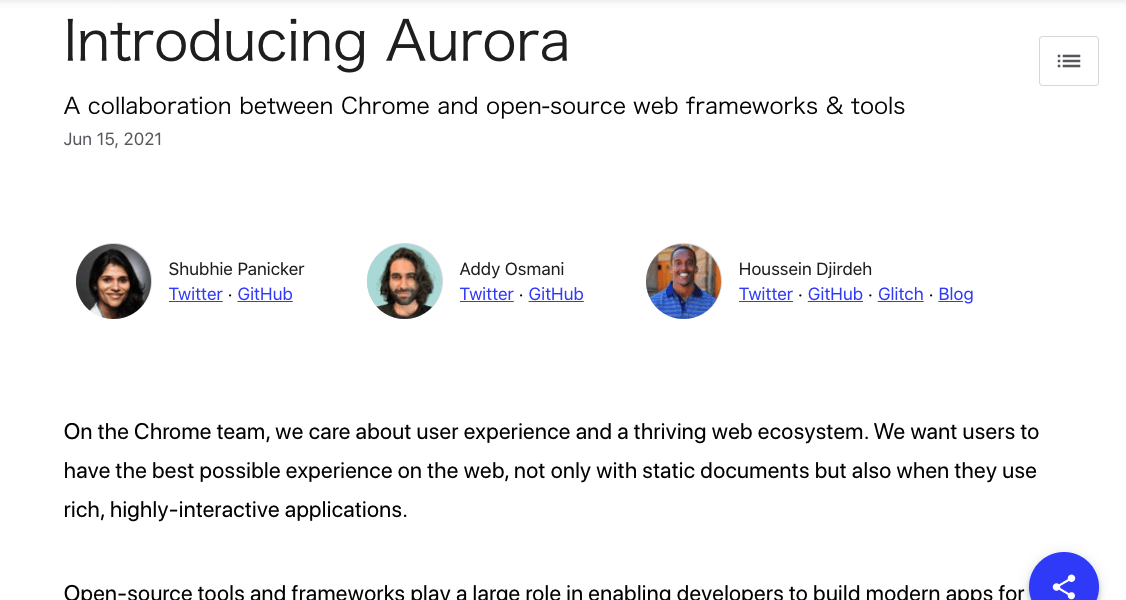 Introducing Aurora
A collaboration between Chrome and open-source web frameworks & tools
Jun 15, 2021
Shubhie Panicker
Twitter · GitHub
Addy Osmani
Twitter · GitHub
Houssein Djirdeh
Twitter · GitHub · Glitch · Blog
On the Chrome team, we care about user experience and a thriving web ecosystem. We want users to
have the best possible experience on the web, not only with static documents but also when they use
rich, highly-interactive applications.
Open-source tools and frameworks play a large role in enabling developers to build modern apps for